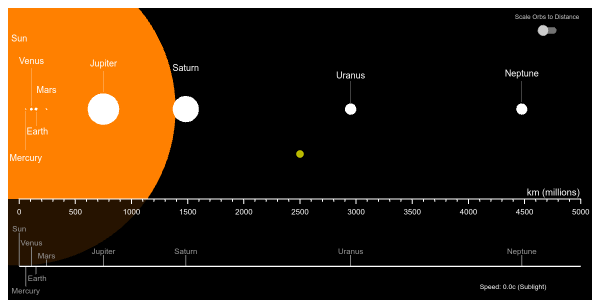 Scale Orbs to Distance
Sun
Venus
Jupiter
Saturn
Uranus
Neptune
Mars
Earth
Mercury
km (millions)
0 500 1000 1500 2000 2500 3000 3500 4000 4500 5000
Sun
Venus
Mars
Jupiter
Saturn
Uranus
Neptune
Earth
Mercury
Speed: 0.0c (Sublight)